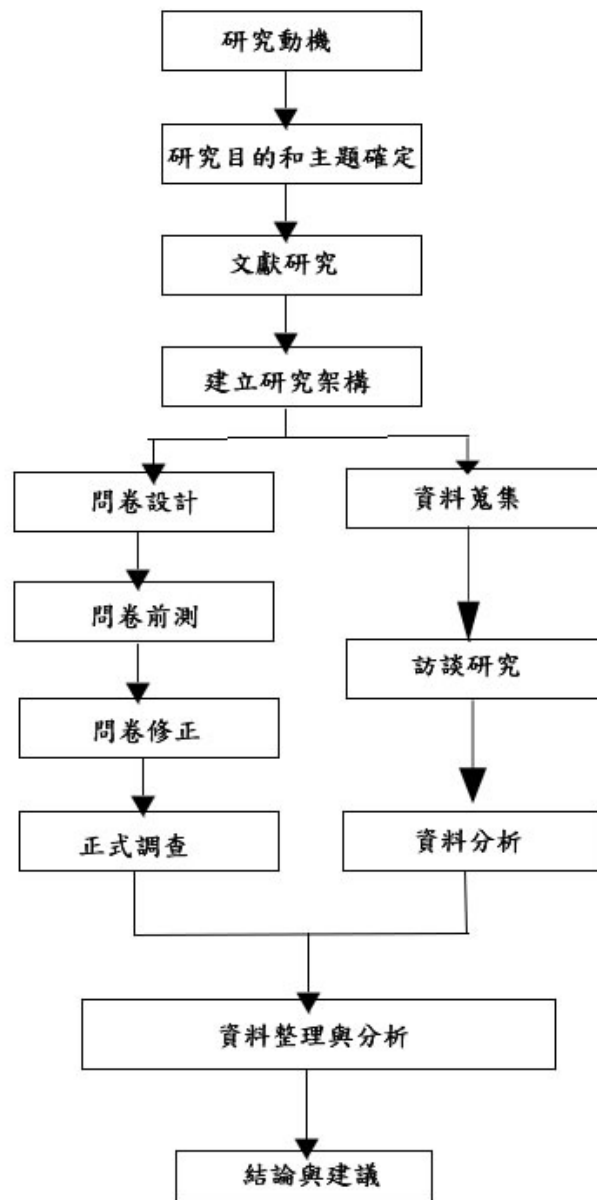 研究動機
研究目的和主題確定
文獻研究
建立研究架構
問卷設計
問卷前測
問卷修正
正式調查
資料蒐集
訪談研究
資料分析
資料整理與分析
結論與建議